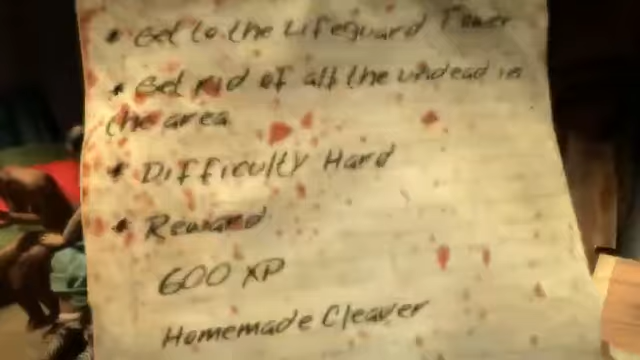 • Get to the Lifeguard Tower
• Get rid of all the undead in
the area
• Difficulty Hard
• Reward
600 XP
Homemade Cleaver